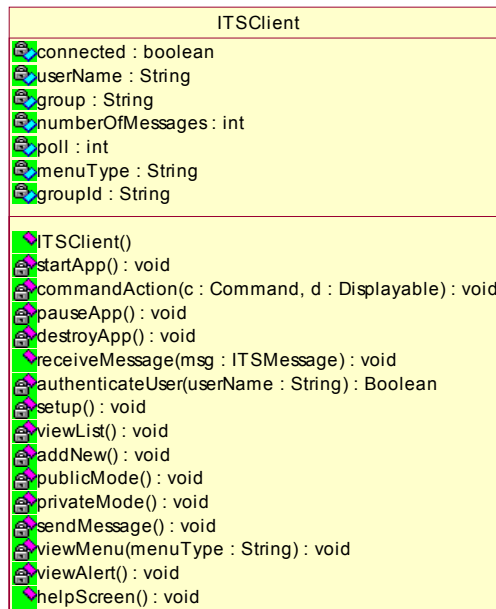 ITSClient
connected : boolean
userName : String
group : String
numberOfMessages : int
poll : int
menuType : String
groupId : String
ITSClient()
startApp() : void
commandAction(c : Command, d : Displayable) : void
pauseApp() : void
destroyApp() : void
receiveMessage(msg : ITSMessage) : void
authenticateUser(userName : String) : Boolean
setup() : void
viewList() : void
addNew() : void
publicMode() : void
privateMode() : void
sendMessage() : void
viewMenu(menuType : String) : void
viewAlert() : void
helpScreen() : void